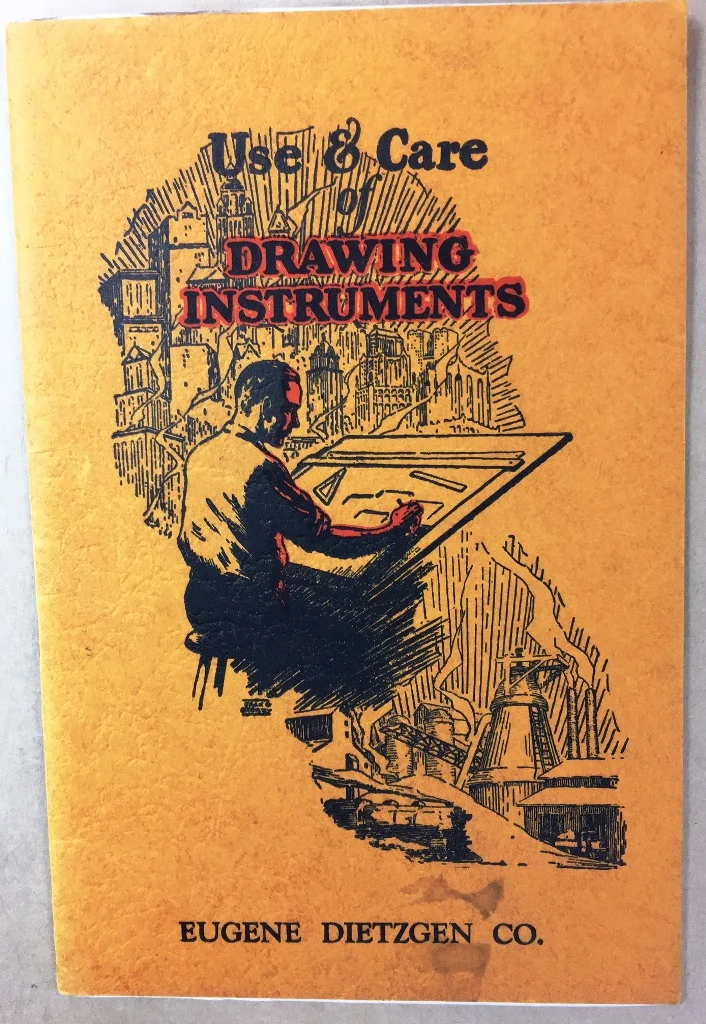 Use & Care
of
DRAWING
INSTRUMENTS
EUGENE DIETZGEN CO.